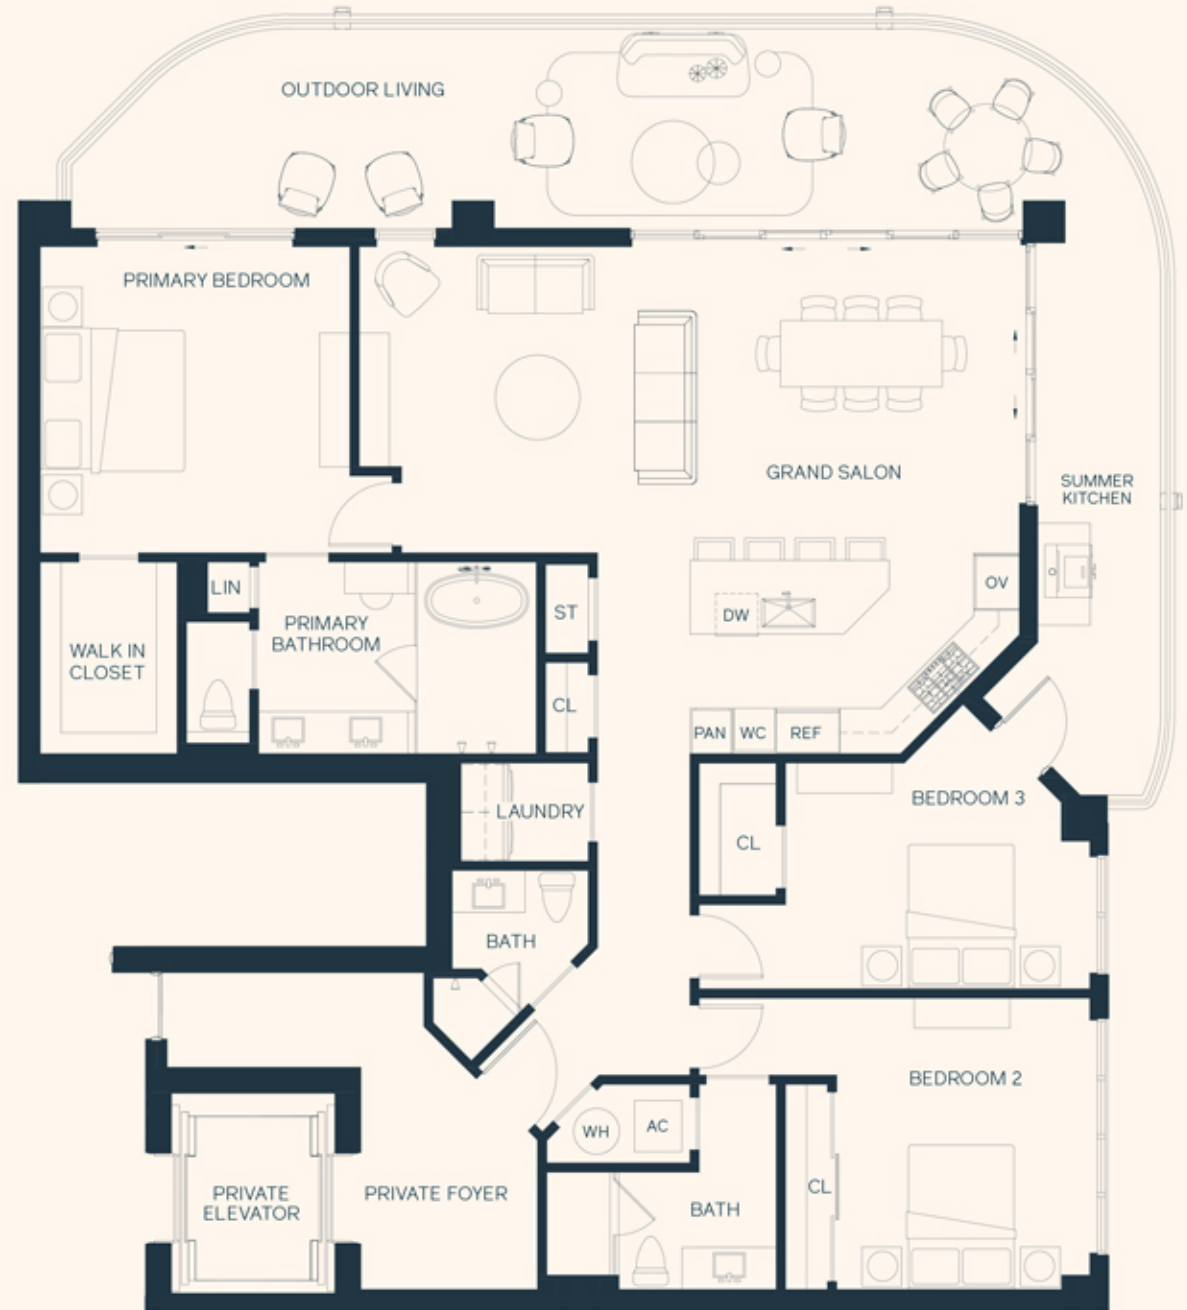 OUTDOOR LIVING
PRIMARY BEDROOM
GRAND SALON
SUMMER
KITCHEN
LIN
PRIMARY
BATHROOM
WALK IN
CLOSET
ST
CL
DW
OV
PAN
WC
REF
LAUNDRY
CL
BEDROOM 3
BATH
BEDROOM 2
WH
AC
CL
BATH
PRIVATE
ELEVATOR
PRIVATE FOYER